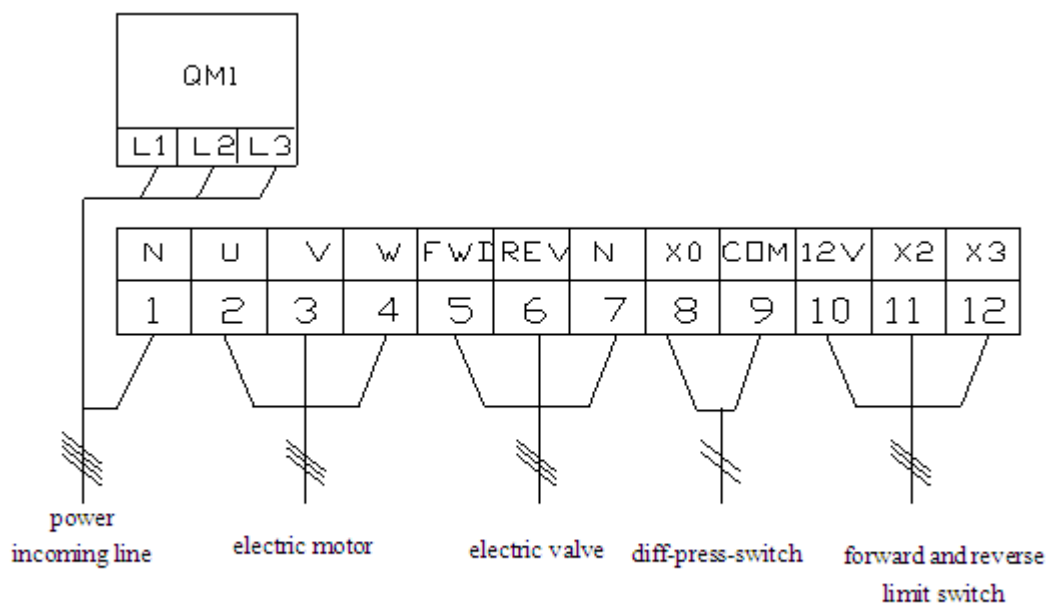 QM1
L1 L2 L3
N U V W FWD REV N X0 COM 12V X2 X3
1 2 3 4 5 6 7 8 9 10 11 12
power
incoming line
electric motor
electric valve
diff-press-switch
forward and reverse
limit switch